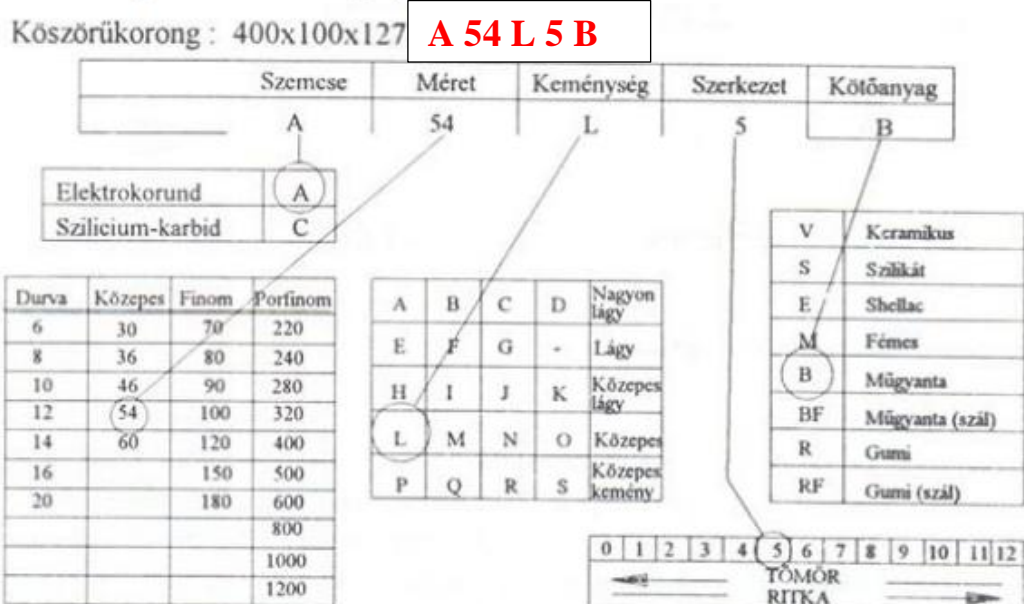 Köszörükorong : 400x100x127 A 54 L 5 B
Szemcse Méret Keménység Szerkezet Kötőanyag
A 54 L 5 B
Elektrokorund A
Szilicium-karbid C
Durva Közepes Finom Porfinom
6 30 70 220
8 36 80 240
10 46 90 280
12 54 100 320
14 60 120 400
16 150 500
20 180 600
800
1000
1200
A B C D Nagyon lágy
E F G - Lágy
H I J K Közepes lágy
L M N O Közepes
P Q R S Közepes kemény
V Keramikus
S Szilikát
E Shellac
M Fémes
B Műgyanta
BF Műgyanta (szál)
R Gumi
RF Gumi (szál)
0 1 2 3 4 5 6 7 8 9 10 11 12
TÖMÖR
RITKA